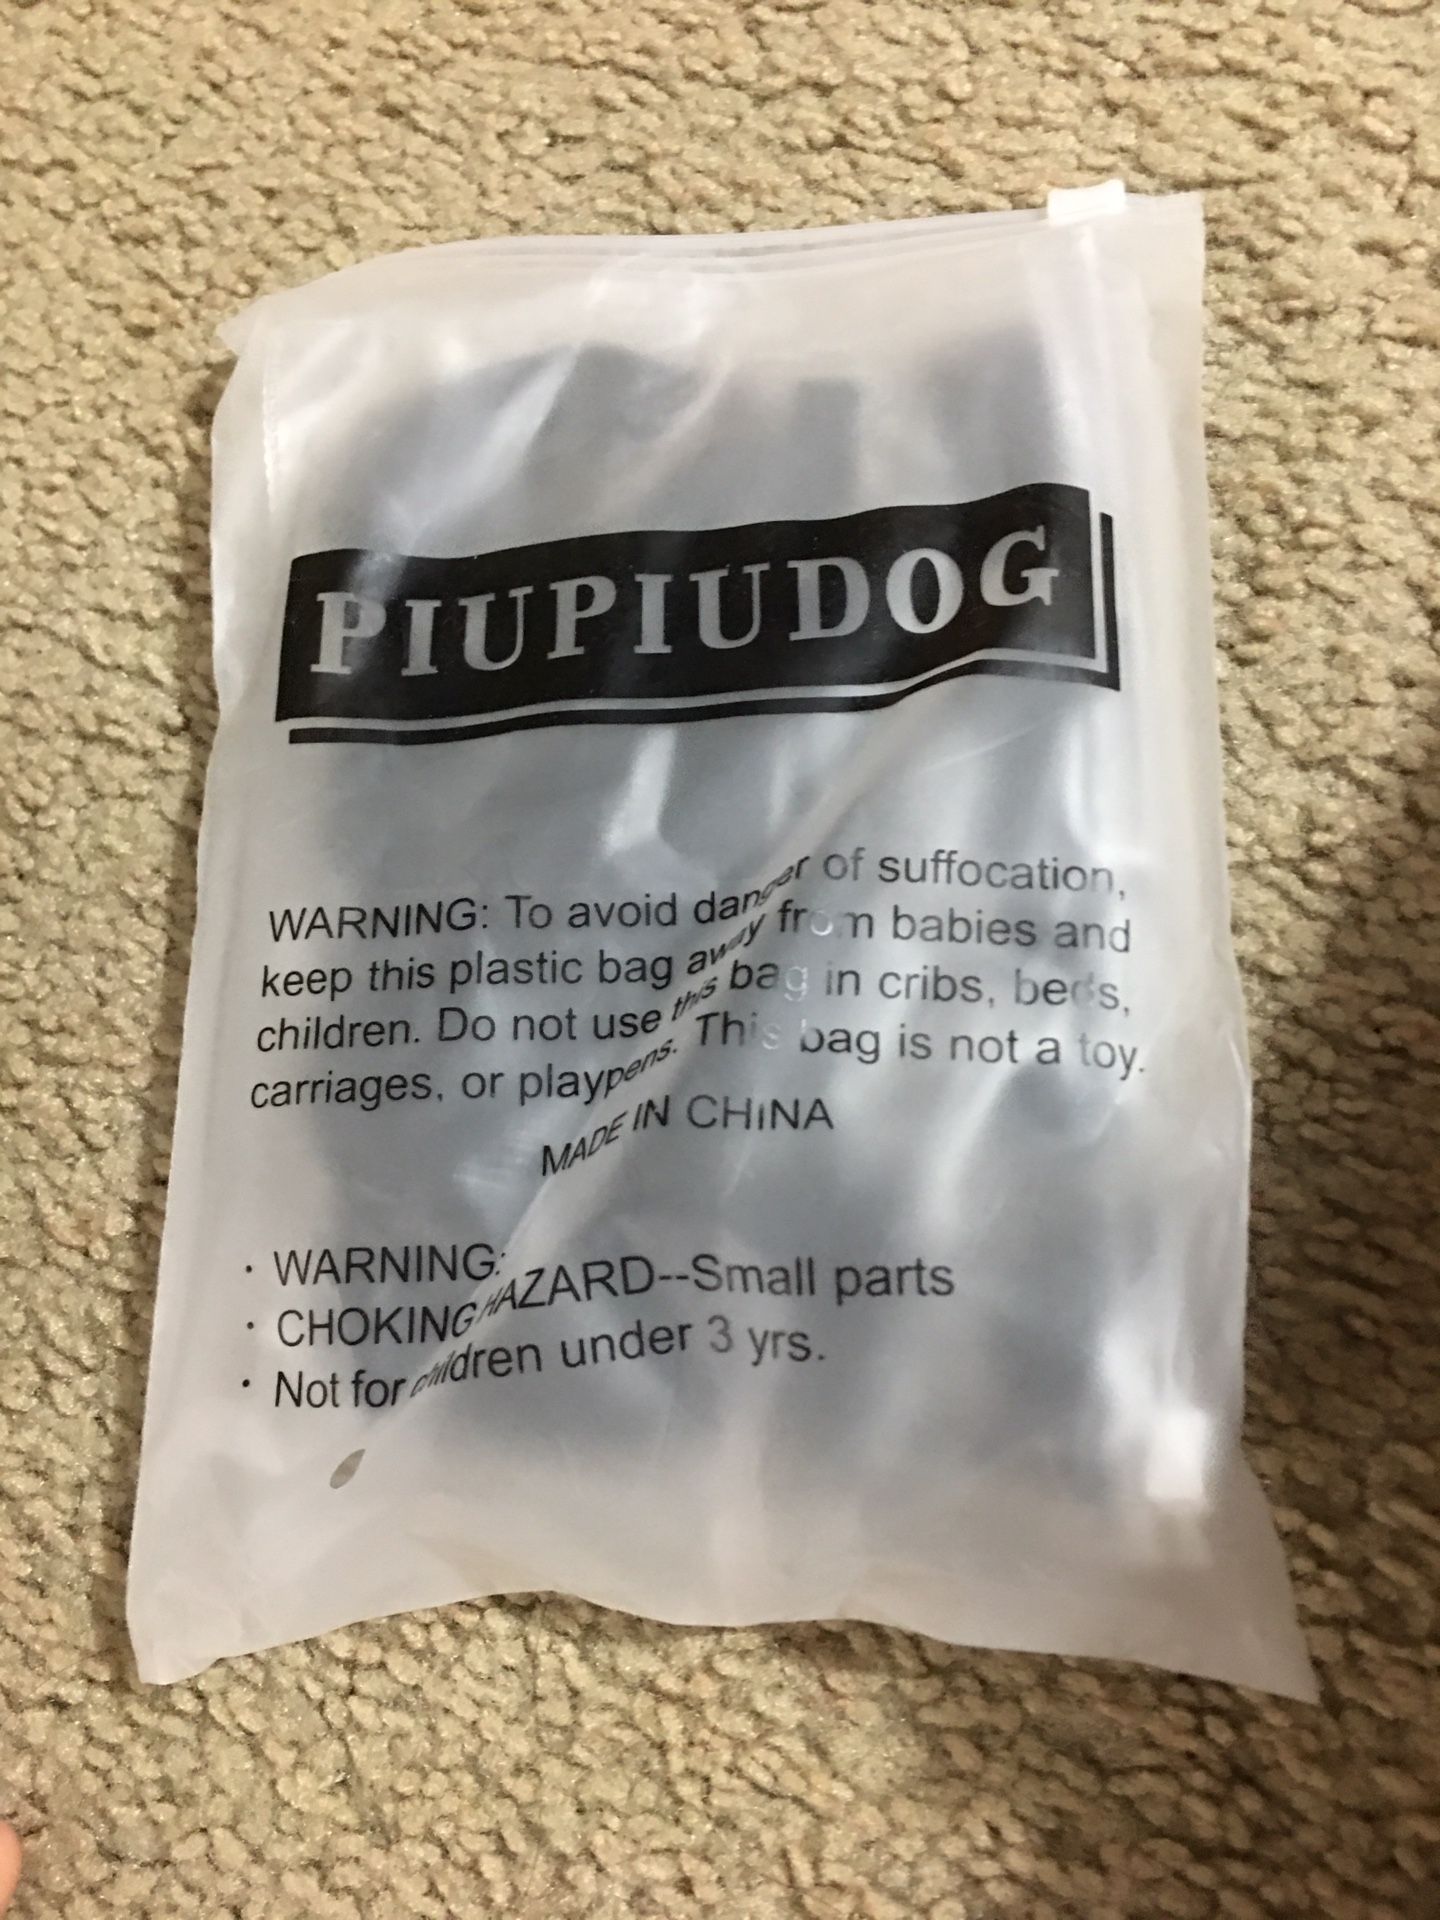 PIUPIUDOG
WARNING: To avoid danger of suffocation,
keep this plastic bag away from babies and
children. Do not use this bag in cribs, beds,
carriages, or playpens. This bag is not a toy.
MADE IN CHINA
· WARNING:
· CHOKING HAZARD--Small parts
· Not for children under 3 yrs.